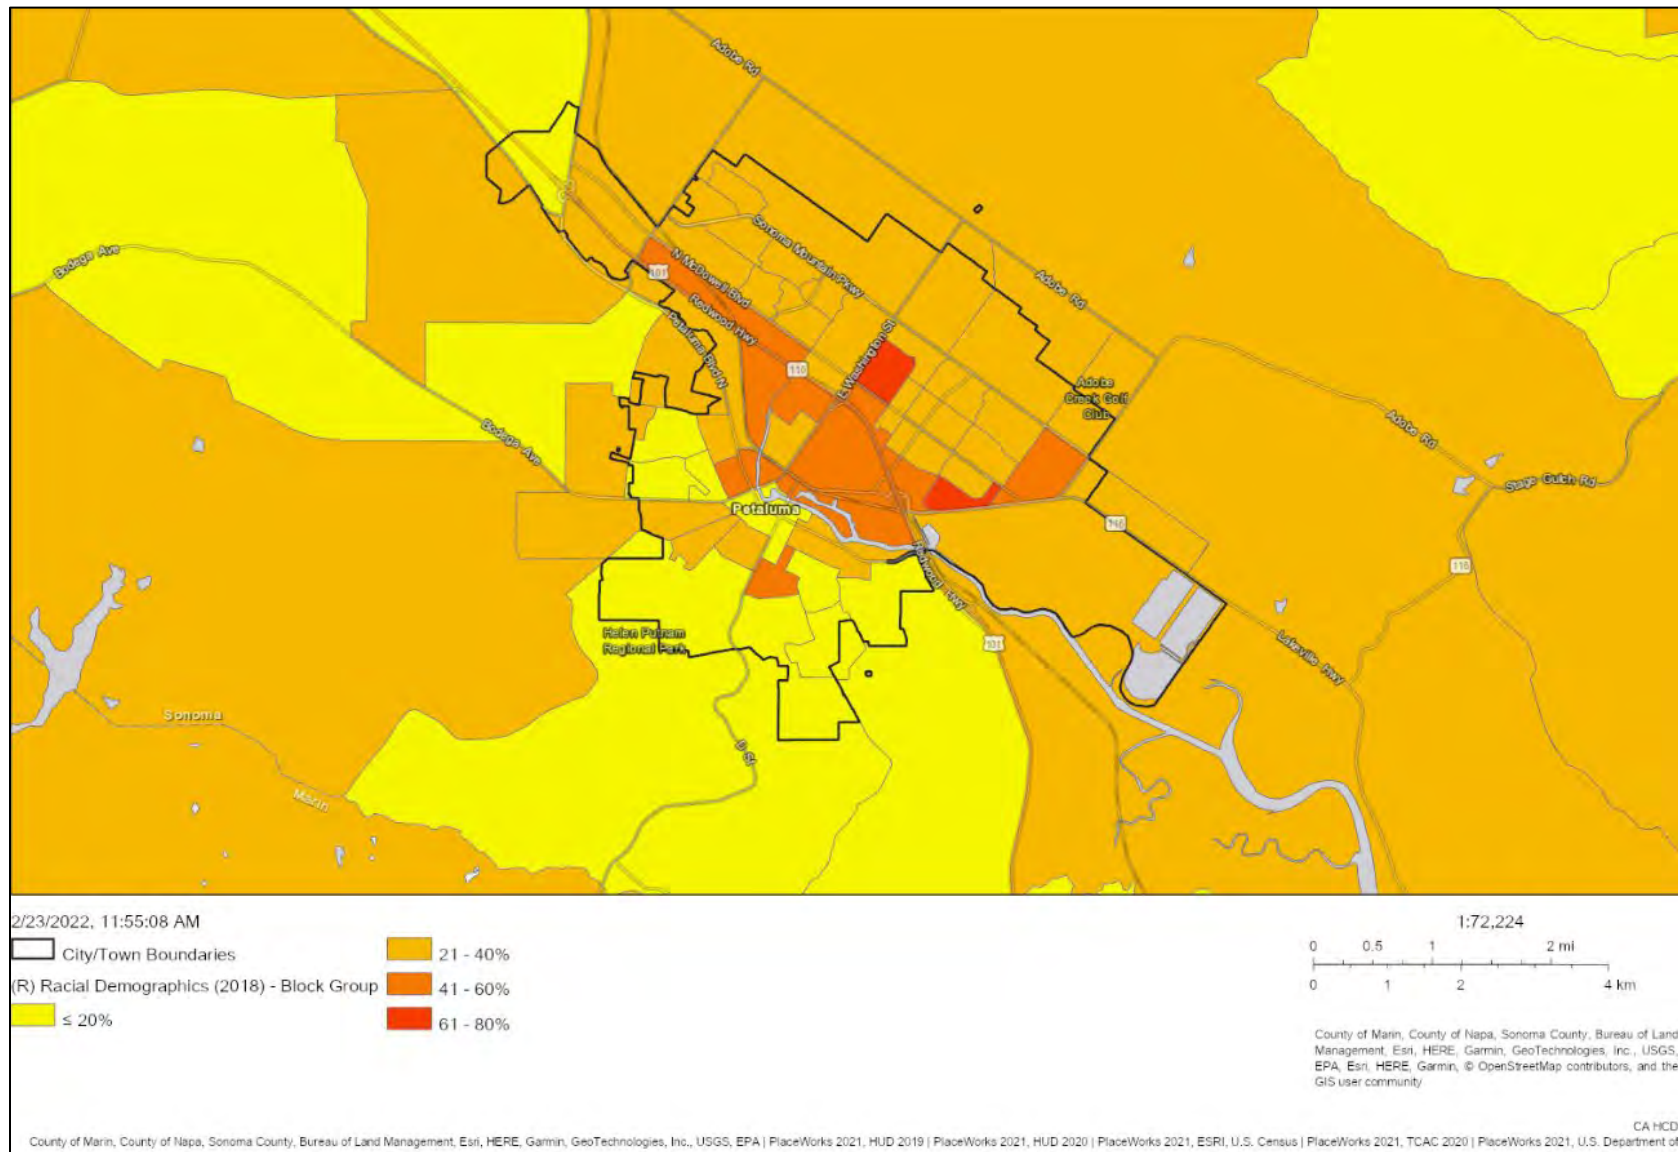 Adobe Rd
Sonoma Mountain Pkwy
Bodega Ave
N McDowell Blvd
101
Redwood Hwy
Petaluma Blvd N
Adobe Rd
116
E Washington St
Adobe
Creek Golf
Club
Bodega Ave
Adobe Rd
Stage Gulch Rd
Petaluma
116
Redwood Hwy
116
Helen Putnam
Regional Park
101
Lakeville Hwy
Sonoma
D St
Marin
2/23/2022, 11:55:08 AM
City/Town Boundaries
(R) Racial Demographics (2018) - Block Group
≤ 20%
21 - 40%
41 - 60%
61 - 80%
1:72,224
0 0.5 1 2 mi
0 1 2 4 km
County of Marin, County of Napa, Sonoma County, Bureau of Land
Management, Esri, HERE, Garmin, GeoTechnologies, Inc., USGS,
EPA, Esri, HERE, Garmin, © OpenStreetMap contributors, and the
GIS user community
CA HCD
County of Marin, County of Napa, Sonoma County, Bureau of Land Management, Esri, HERE, Garmin, GeoTechnologies, Inc., USGS, EPA | PlaceWorks 2021, HUD 2019 | PlaceWorks 2021, HUD 2020 | PlaceWorks 2021, ESRI, U.S. Census | PlaceWorks 2021, TCAC 2020 | PlaceWorks 2021, U.S. Department of